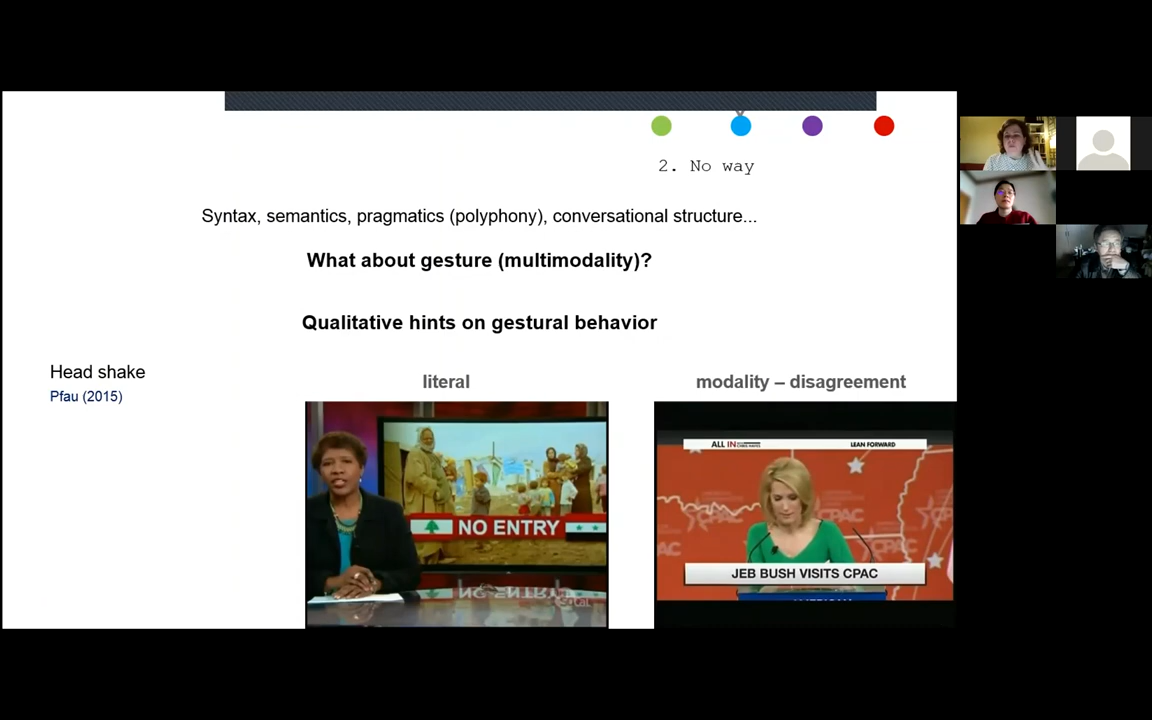 2. No way
Syntax, semantics, pragmatics (polyphony), conversational structure...
What about gesture (multimodality)?
Qualitative hints on gestural behavior
Head shake
Pfau (2015)
literal
modality – disagreement
NO ENTRY
ALL IN
LEAN FORWARD
CPAC
JEB BUSH VISITS CPAC